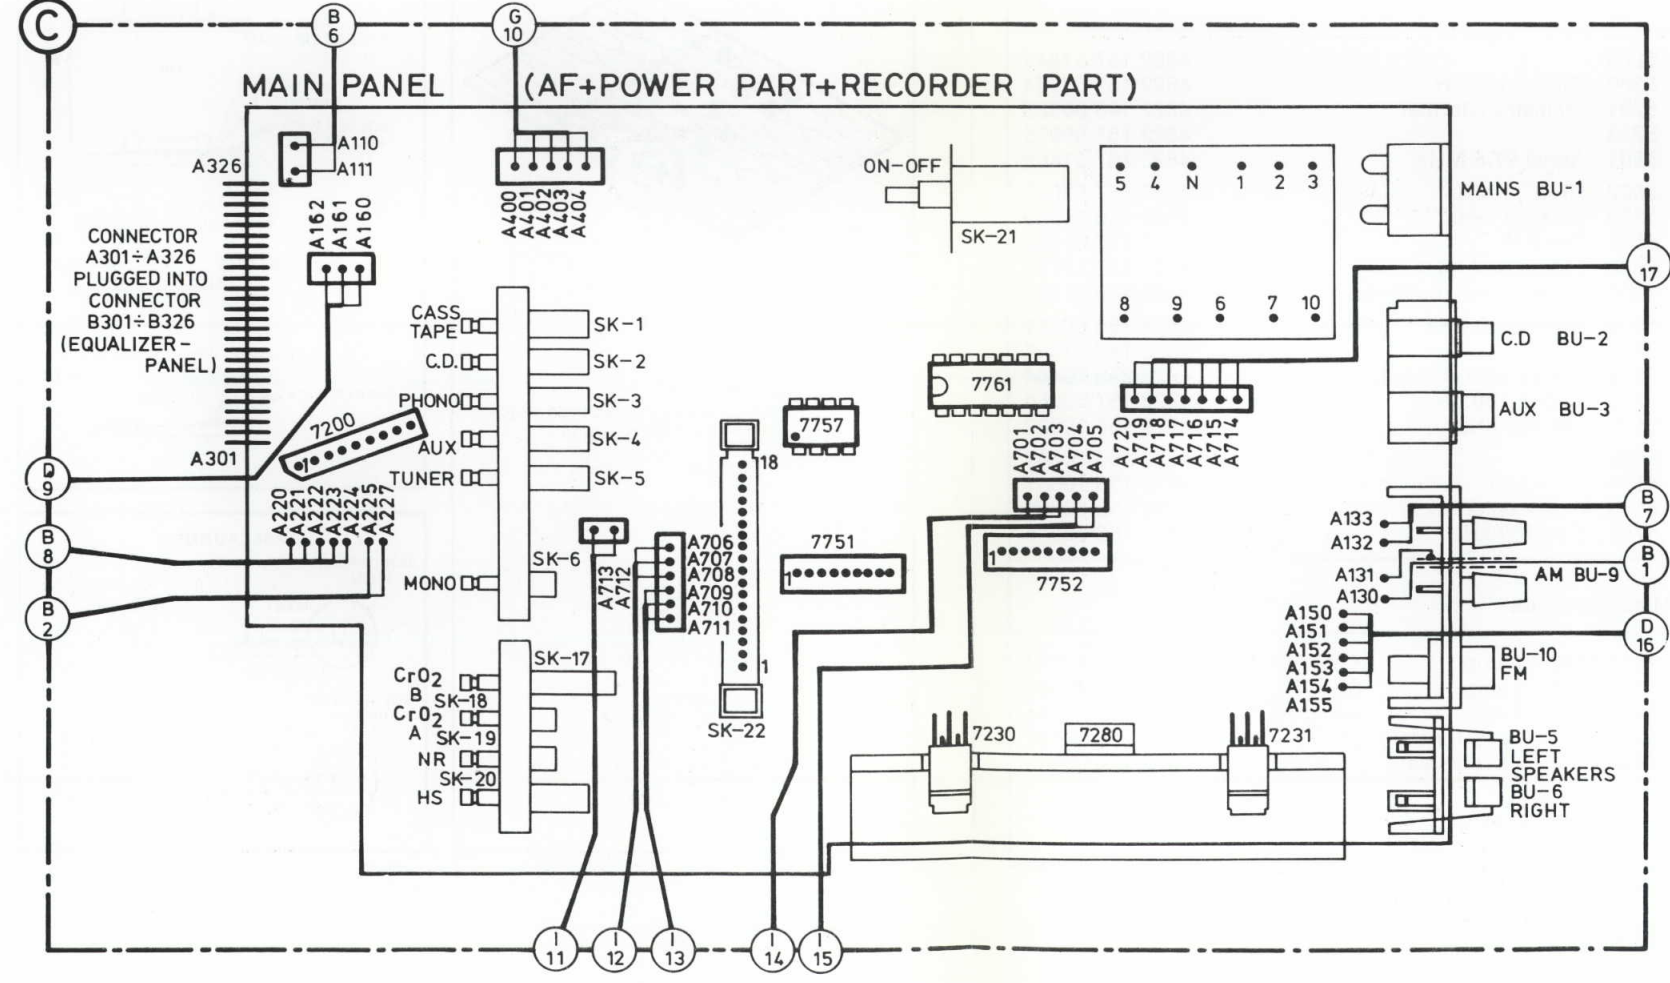 C
B
6
G
10
MAIN PANEL (AF+POWER PART+RECORDER PART)
A326
A110
A111
A162
A161
A160
CONNECTOR
A301÷A326
PLUGGED INTO
CONNECTOR
B301÷B326
(EQUALIZER-
PANEL)
A301
A400
A401
A402
A403
A404
ON-OFF
SK-21
5 4 N 1 2 3
8 9 6 7 10
MAINS BU-1
I
17
CASS
TAPE
SK-1
C.D.
SK-2
PHONO
SK-3
AUX
SK-4
TUNER
SK-5
C.D BU-2
AUX BU-3
7200
1
7757
7761
A701
A702
A703
A704
A705
A720
A719
A718
A717
A716
A715
A714
D
9
B
8
B
2
A220
A221
A222
A223
A224
A225
A227
18
1
SK-22
SK-6
MONO
A713
A712
A706
A707
A708
A709
A710
A711
7751
1
7752
1
A133
A132
A131
A130
B
7
B
1
AM BU-9
D
16
A150
A151
A152
A153
A154
A155
BU-10
FM
SK-17
CrO2
B
SK-18
CrO2
A
SK-19
NR
SK-20
HS
7230
7280
7231
BU-5
LEFT
SPEAKERS
BU-6
RIGHT
I
11
I
12
I
13
I
14
I
15